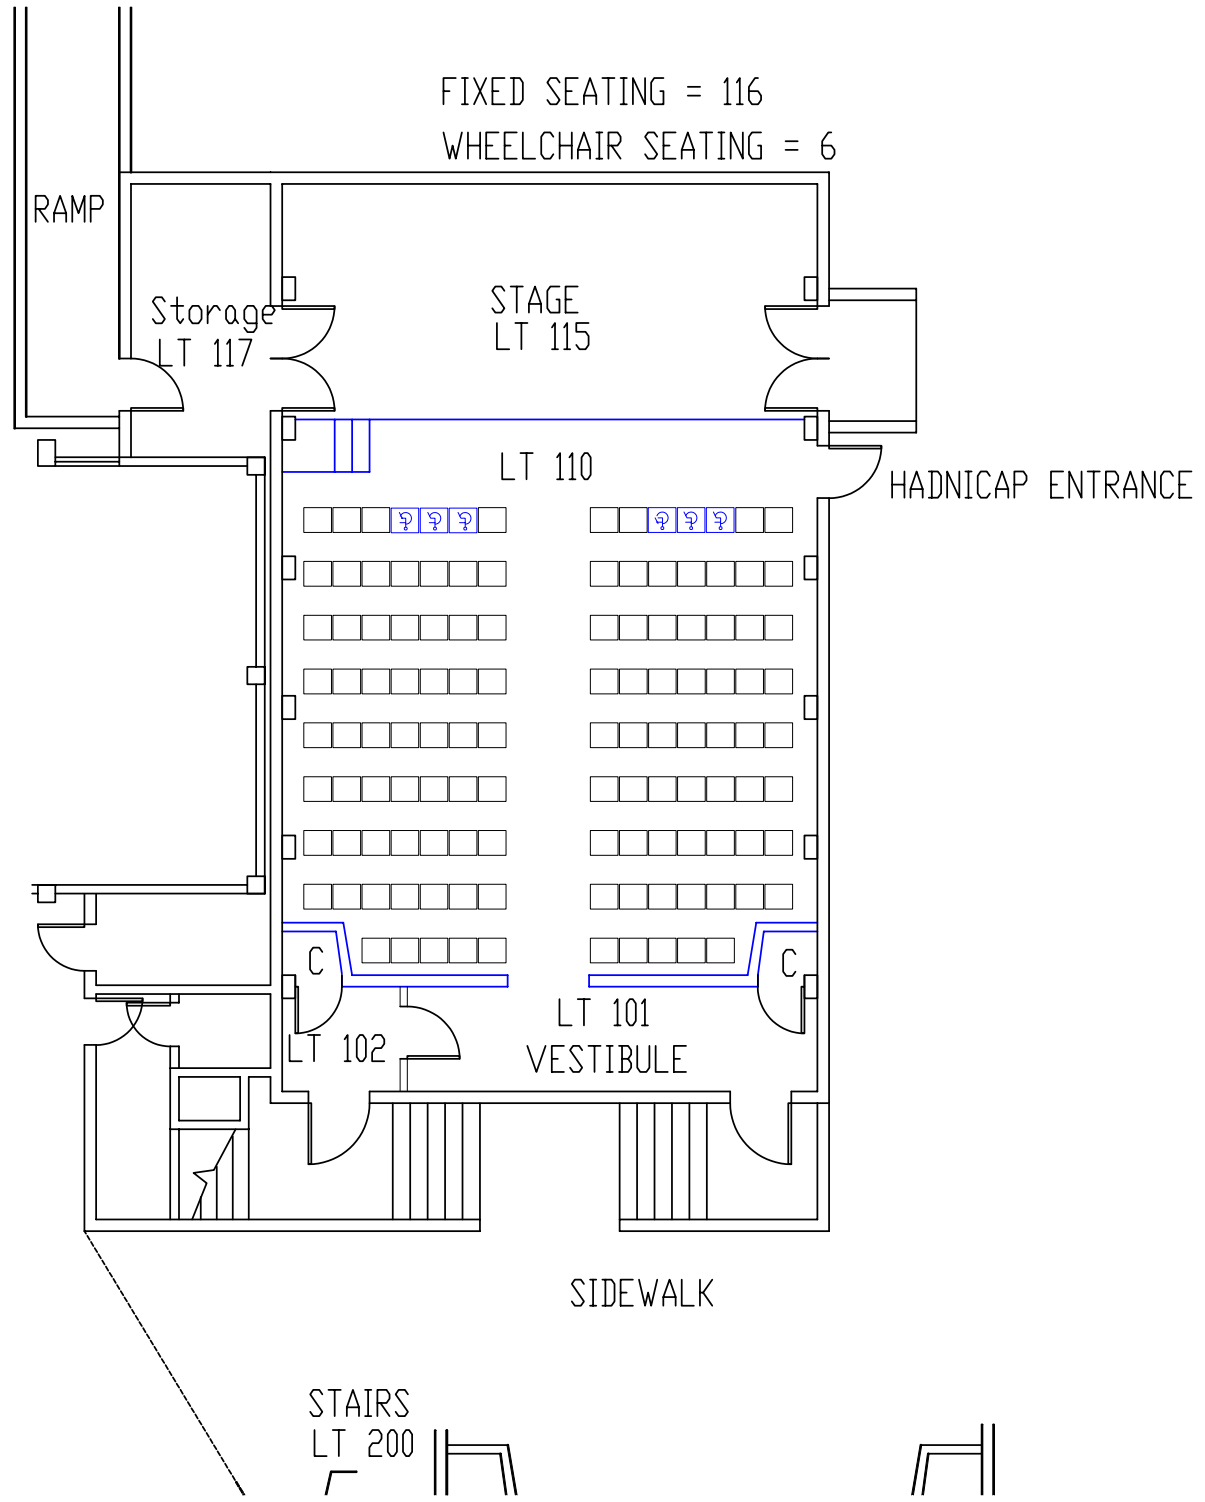 FIXED SEATING = 116
WHEELCHAIR SEATING = 6
RAMP
Storage
LT 117
STAGE
LT 115
LT 110
HADNICAP ENTRANCE
C
C
LT 101
VESTIBULE
LT 102
SIDEWALK
STAIRS
LT 200